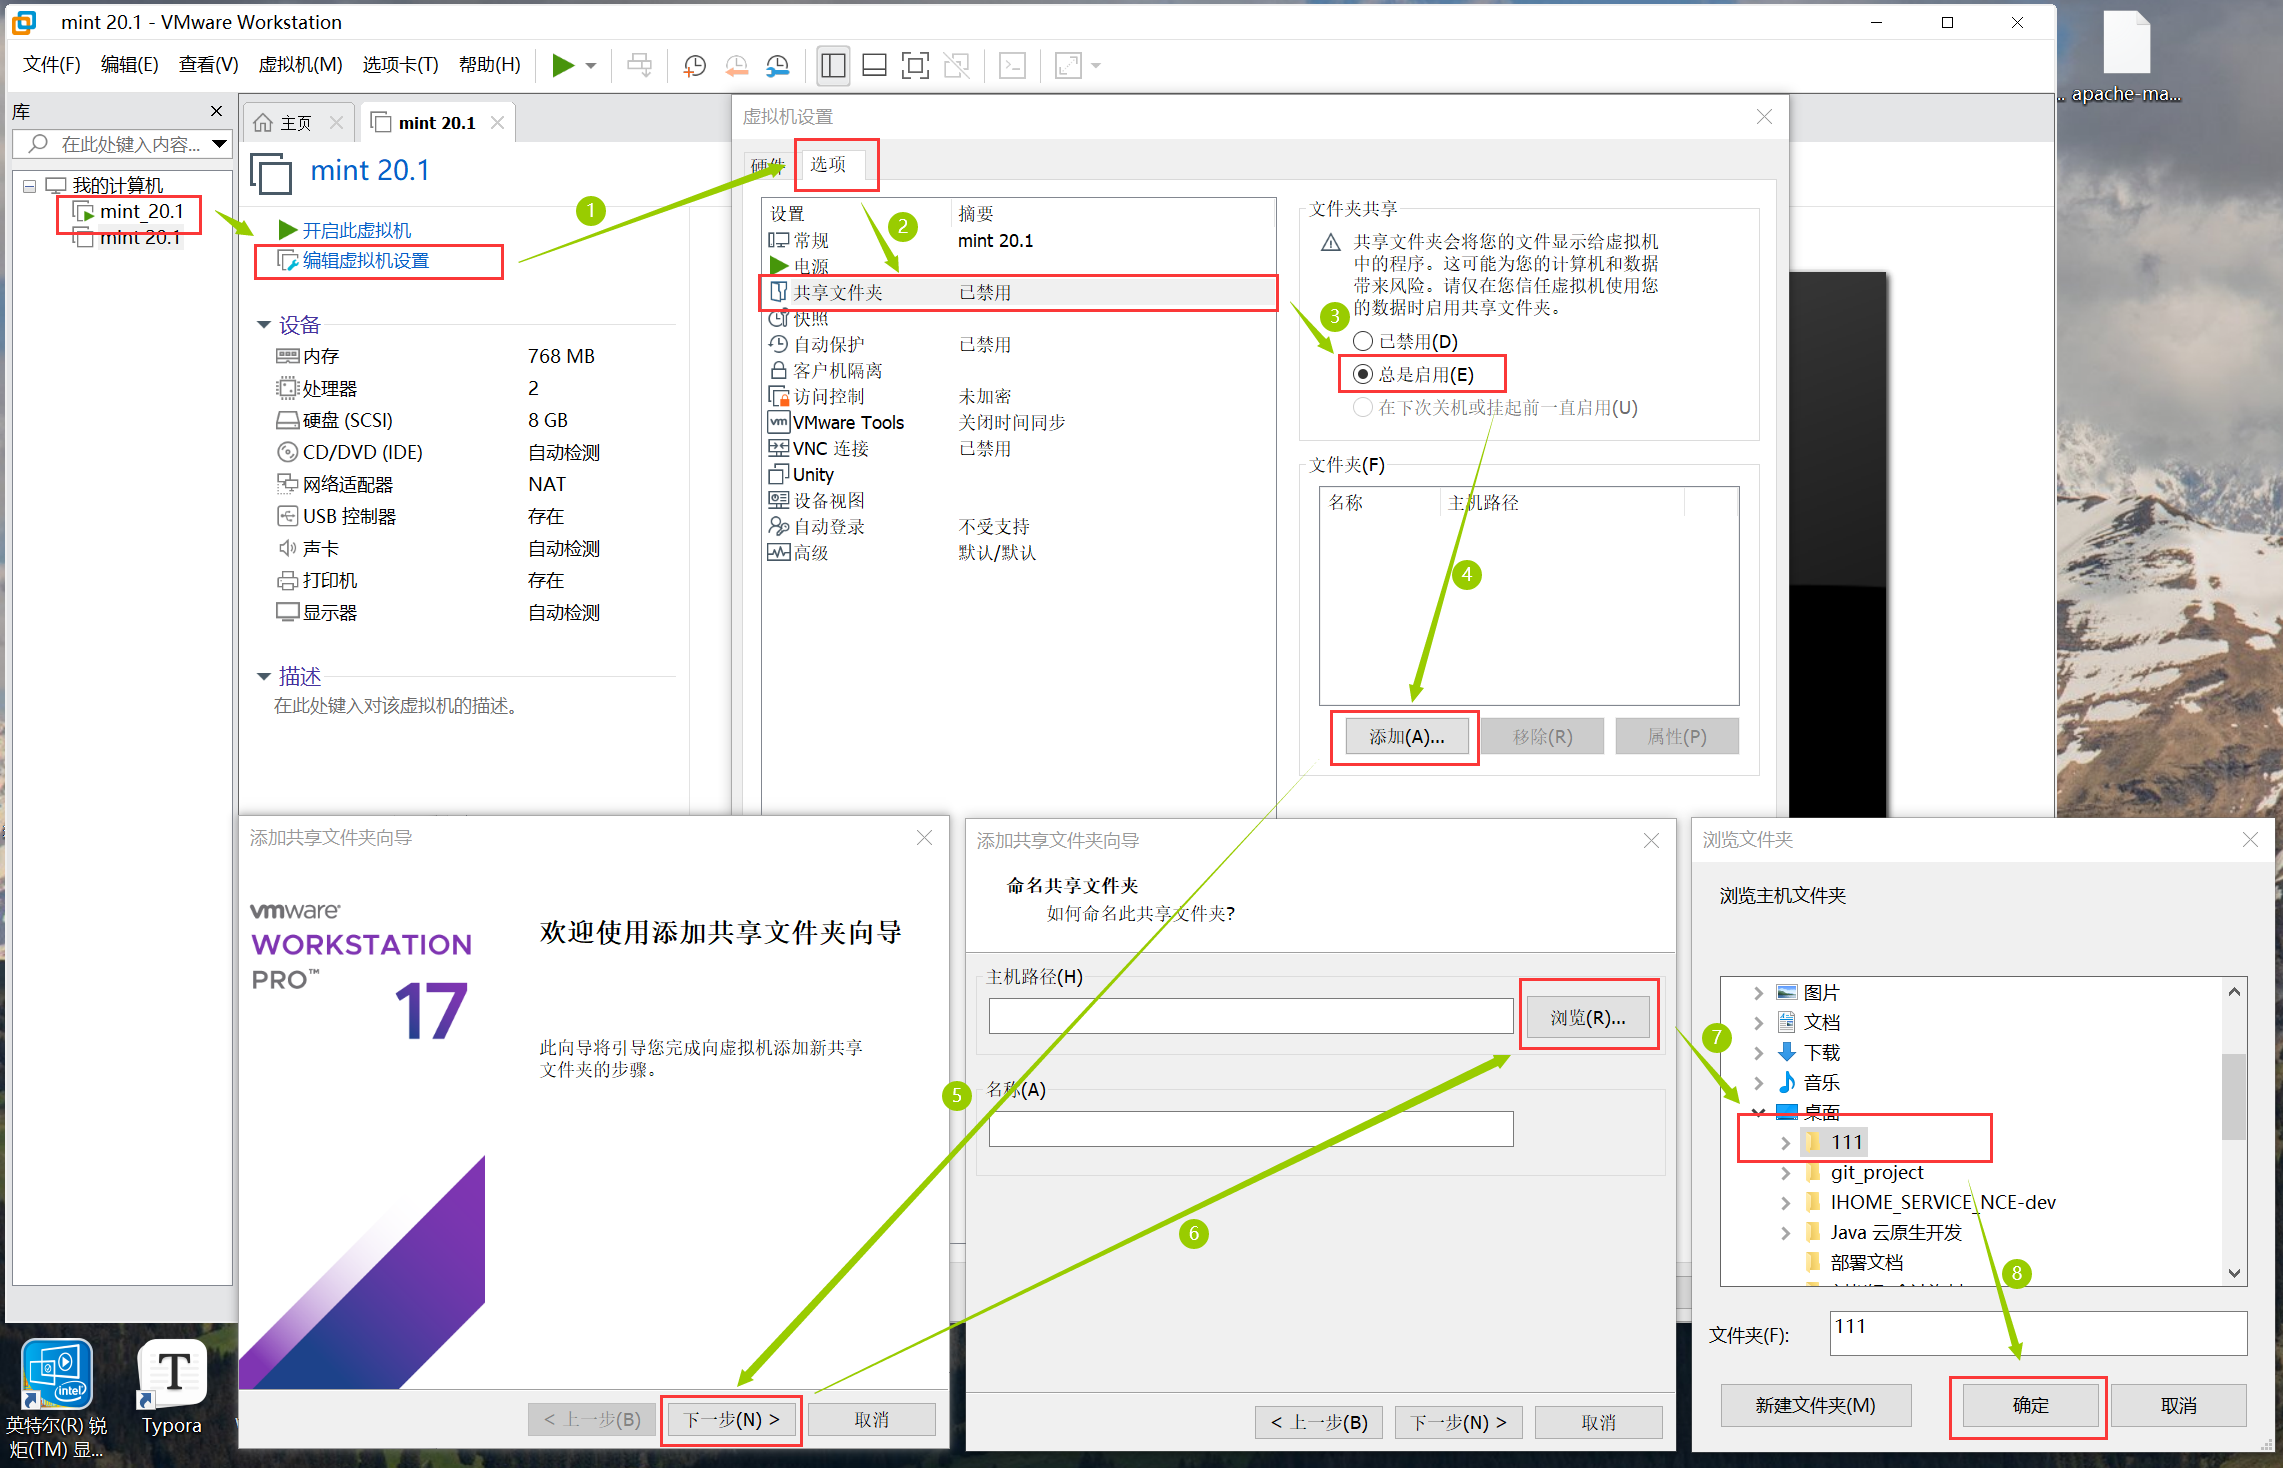 mint 20.1 - VMware Workstation
文件(F) 编辑(E) 查看(V) 虚拟机(M) 选项卡(T) 帮助(H)
库
在此处键入内容...
我的计算机
mint_20.1
mint 20.1
主页
mint 20.1
mint 20.1
开启此虚拟机
编辑虚拟机设置
设备
内存 768 MB
处理器 2
硬盘 (SCSI) 8 GB
CD/DVD (IDE) 自动检测
网络适配器 NAT
USB 控制器 存在
声卡 自动检测
打印机 存在
显示器 自动检测
描述
在此处键入对该虚拟机的描述。
1
虚拟机设置
硬件 选项
设置 摘要
2
常规 mint 20.1
电源
共享文件夹 已禁用
快照
自动保护 已禁用
客户机隔离
访问控制 未加密
VMware Tools 关闭时间同步
VNC 连接 已禁用
Unity
设备视图
自动登录 不受支持
高级 默认/默认
文件夹共享
共享文件夹会将您的文件显示给虚拟机
中的程序。这可能为您的计算机和数据
带来风险。请仅在您信任虚拟机使用您
的数据时启用共享文件夹。
3
已禁用(D)
总是启用(E)
在下次关机或挂起前一直启用(U)
文件夹(F)
名称 主机路径
4
添加(A)... 移除(R) 属性(P)
添加共享文件夹向导
vmware
WORKSTATION
PRO™
17
欢迎使用添加共享文件夹向导
此向导将引导您完成向虚拟机添加新共享
文件夹的步骤。
5
< 上一步(B) 下一步(N) > 取消
添加共享文件夹向导
命名共享文件夹
如何命名此共享文件夹?
主机路径(H)
浏览(R)...
名称(A)
6
< 上一步(B) 下一步(N) > 取消
浏览文件夹
浏览主机文件夹
图片
文档
7
下载
音乐
桌面
111
git_project
IHOME_SERVICE_NCE-dev
Java 云原生开发
部署文档
8
文件夹(F): 111
新建文件夹(M) 确定 取消
apache-ma...
intel
英特尔(R) 锐
炬(TM) 显...
T
Typora